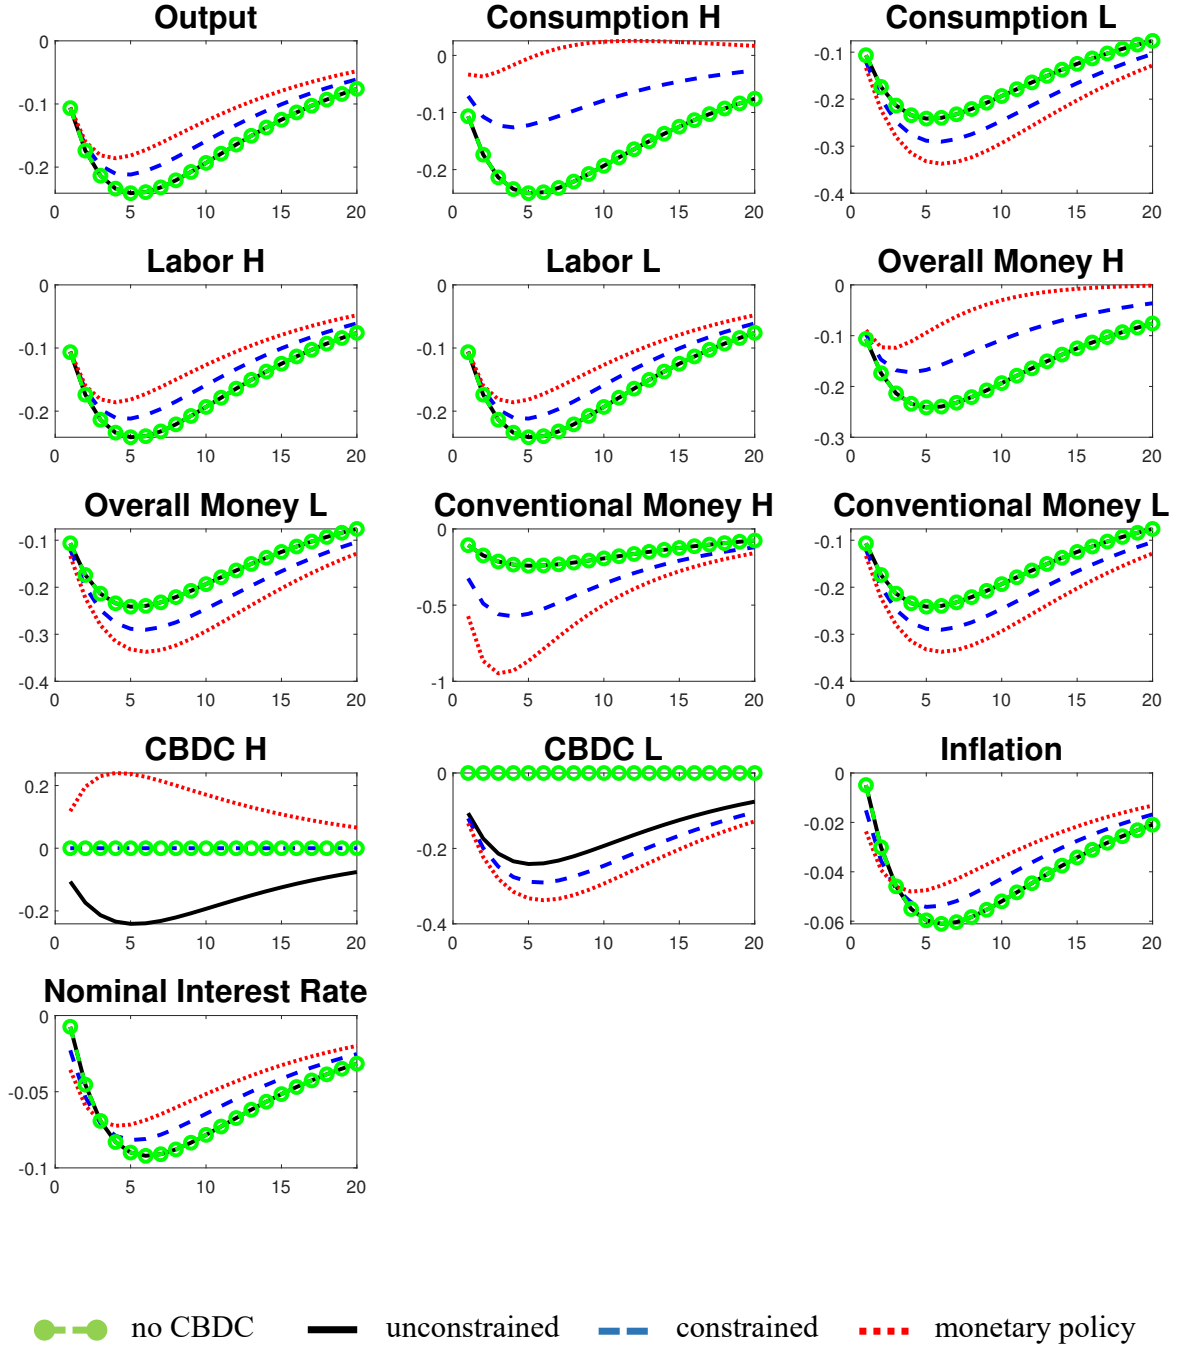 Output Consumption H Consumption L
0 0 -0.1
-0.1 -0.1 -0.2
-0.2 -0.2 -0.3
-0.4
0 5 10 15 20 0 5 10 15 20 0 5 10 15 20
Labor H Labor L Overall Money H
0 0 0
-0.1 -0.1 -0.1
-0.2 -0.2 -0.2
-0.3
0 5 10 15 20 0 5 10 15 20 0 5 10 15 20
Overall Money L Conventional Money H Conventional Money L
-0.1 0 -0.1
-0.2 -0.5 -0.2
-0.3 -0.3
-0.4 -1 -0.4
0 5 10 15 20 0 5 10 15 20 0 5 10 15 20
CBDC H CBDC L Inflation
0.2 0 0
0 -0.2 -0.02
-0.04
-0.2 -0.4 -0.06
0 5 10 15 20 0 5 10 15 20 0 5 10 15 20
Nominal Interest Rate
0
-0.05
-0.1
0 5 10 15 20
no CBDC unconstrained constrained monetary policy